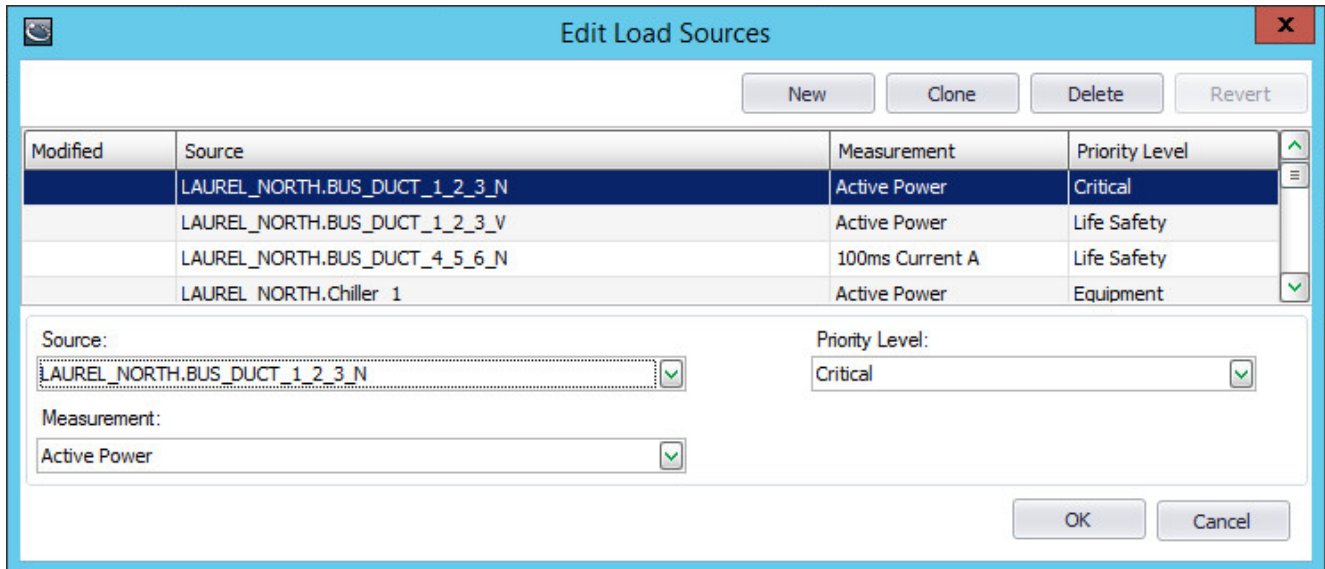 Edit Load Sources
x
New Clone Delete Revert
Modified Source Measurement Priority Level
LAUREL_NORTH.BUS_DUCT_1_2_3_N Active Power Critical
LAUREL_NORTH.BUS_DUCT_1_2_3_V Active Power Life Safety
LAUREL_NORTH.BUS_DUCT_4_5_6_N 100ms Current A Life Safety
LAUREL_NORTH.Chiller_1 Active Power Equipment
Source: Priority Level:
LAUREL_NORTH.BUS_DUCT_1_2_3_N Critical
Measurement:
Active Power
OK Cancel